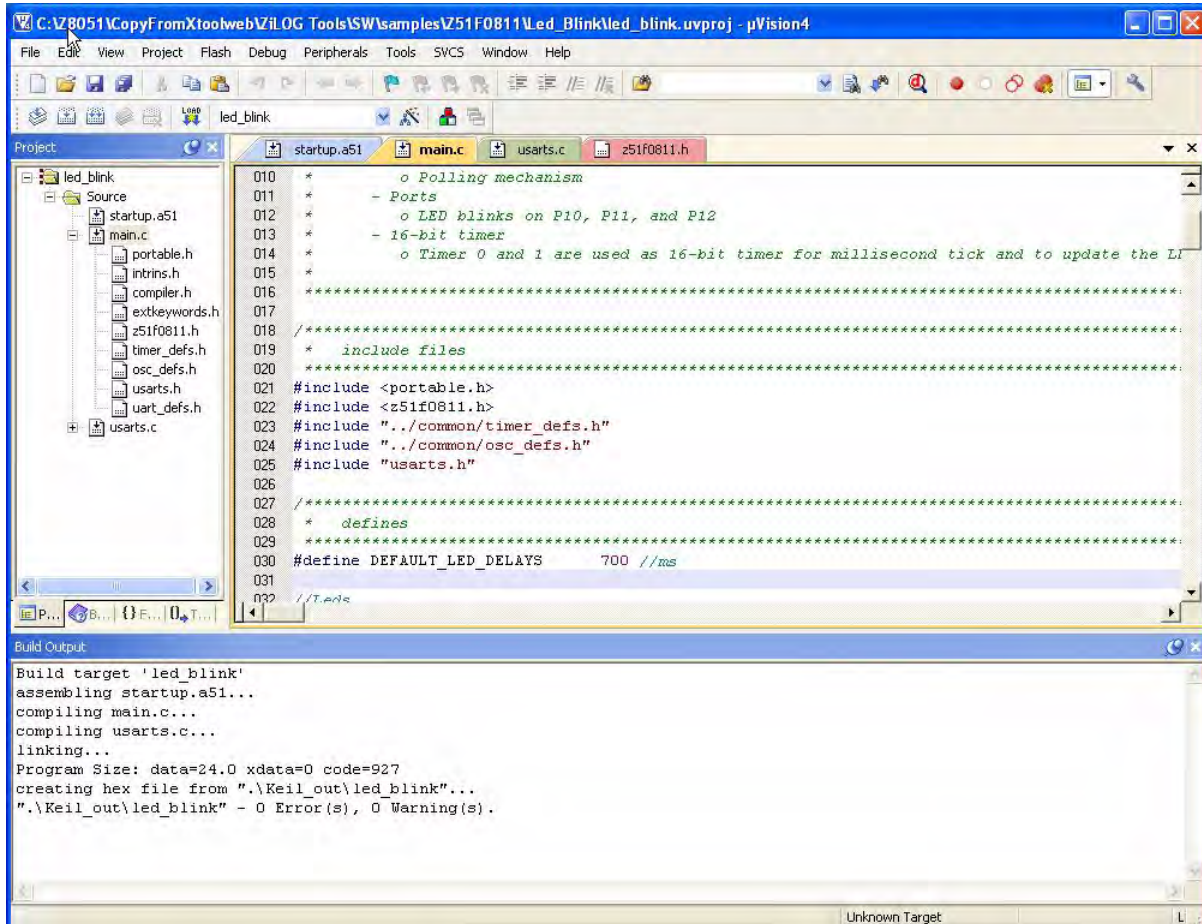 C:\Z8051\CopyFromXtoolweb\ZiLOG Tools\SW\samples\Z51F0811\Led_Blink\led_blink.uvproj - µVision4
File Edit View Project Flash Debug Peripherals Tools SVCS Window Help
LOAD led_blink
Project
startup.a51 main.c usarts.c z51f0811.h
led_blink
Source
startup.a51
main.c
portable.h
intrins.h
compiler.h
extkeywords.h
z51f0811.h
timer_defs.h
osc_defs.h
usarts.h
uart_defs.h
usarts.c
P... B... {} F... 0 T...
010 * o Polling mechanism
011 * - Ports
012 * o LED blinks on P10, P11, and P12
013 * - 16-bit timer
014 * o Timer 0 and 1 are used as 16-bit timer for millisecond tick and to update the
015 *
016 ******************************************************************************
017
018 /******************************************************************************
019 * include files
020 ******************************************************************************
021 #include <portable.h>
022 #include <z51f0811.h>
023 #include "../common/timer_defs.h"
024 #include "../common/osc_defs.h"
025 #include "usarts.h"
026
027 /******************************************************************************
028 * defines
029 ******************************************************************************
030 #define DEFAULT_LED_DELAYS 700 //ms
031
032 //Leds
Build Output
Build target 'led_blink'
assembling startup.a51...
compiling main.c...
compiling usarts.c...
linking...
Program Size: data=24.0 xdata=0 code=927
creating hex file from ".\Keil_out\led_blink"...
".\Keil_out\led_blink" - 0 Error(s), 0 Warning(s).
Unknown Target L